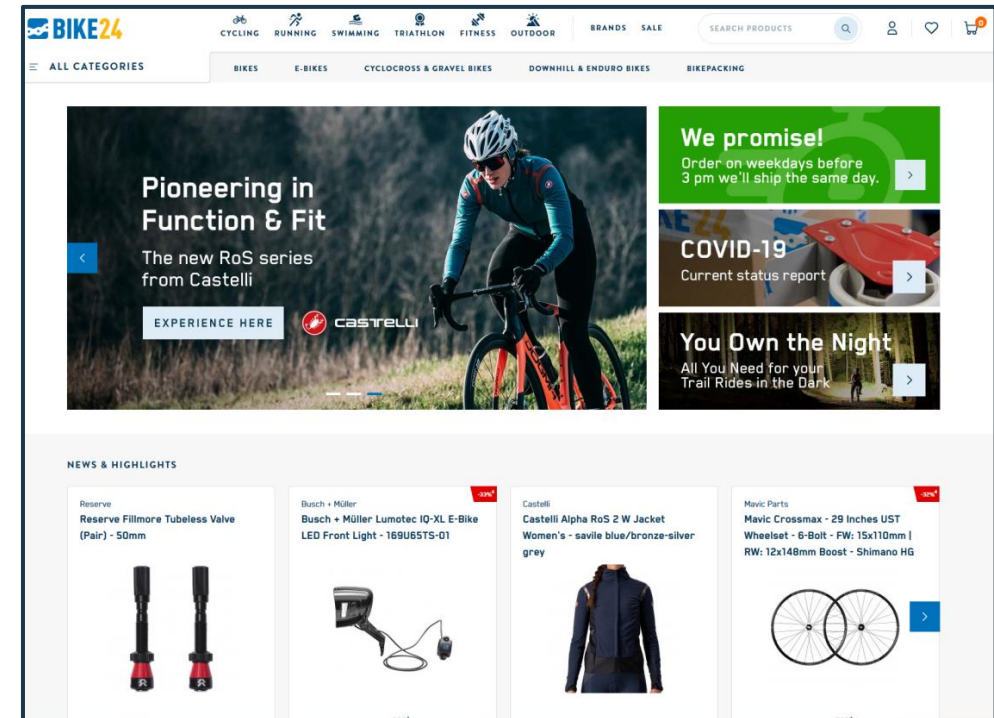 BIKE24
CYCLING
RUNNING
SWIMMING
TRIATHLON
FITNESS
OUTDOOR
BRANDS
SALE
SEARCH PRODUCTS
0
ALL CATEGORIES
BIKES
E-BIKES
CYCLOCROSS & GRAVEL BIKES
DOWNHILL & ENDURO BIKES
BIKEPACKING
Pioneering in
Function & Fit
The new RoS series
from Castelli
EXPERIENCE HERE
CASTELLI
We promise!
Order on weekdays before
3 pm we'll ship the same day.
COVID-19
Current status report
You Own the Night
All You Need for your
Trail Rides in the Dark
NEWS & HIGHLIGHTS
Reserve
Reserve Fillmore Tubeless Valve
(Pair) - 50mm
-33%
Busch + Müller
Busch + Müller Lumotec IQ-XL E-Bike
LED Front Light - 169U65TS-01
Castelli
Castelli Alpha RoS 2 W Jacket
Women's - savile blue/bronze-silver
grey
-32%
Mavic Parts
Mavic Crossmax - 29 Inches UST
Wheelset - 6-Bolt - FW: 15x110mm |
RW: 12x148mm Boost - Shimano HG